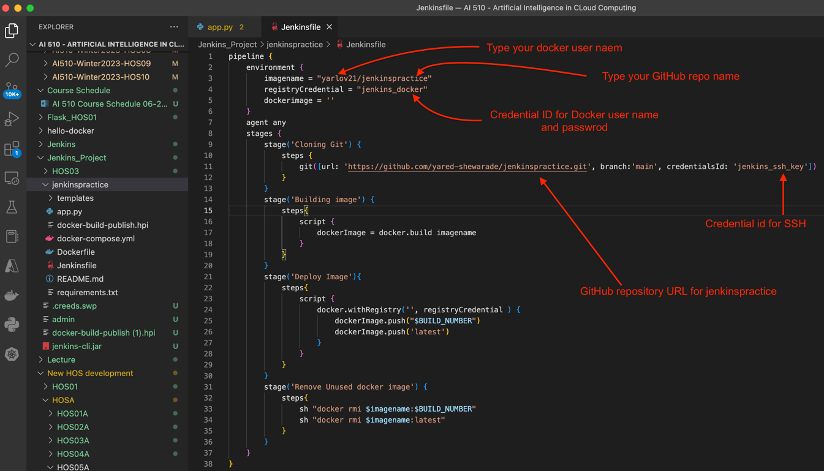 Jenkinsfile — AI 510 - Artificial Intelligence in CLoud Computing
EXPLORER
AI 510 - ARTIFICIAL INTELLIGENCE IN CL...
AI510-Winter2023-HOS09 M
AI510-Winter2023-HOS10 M
Course Schedule
AI 510 Course Schedule 06-2... U
Flask_HOS01
hello-docker
Jenkins
Jenkins_Project
HOS03
jenkinspractice
templates
app.py
docker-build-publish.hpi
docker-compose.yml
Dockerfile
Jenkinsfile
README.md
requirements.txt
.creeds.swp U
admin U
docker-build-publish (1).hpi U
jenkins-cli.jar U
Lecture
New HOS development
HOS01
HOSA
HOS01A
HOS02A
HOS03A
HOS04A
HOS05A
10K+
1
app.py 2
Jenkinsfile
Jenkins_Project > jenkinspractice > Jenkinsfile
1 pipeline {
2 environment {
3 imagename = "yarlov21/jenkinspractice"
4 registryCredential = "jenkins_docker"
5 dockerimage = ''
6 }
7 agent any
8 stages {
9 stage('Cloning Git') {
10 steps {
11 git([url: 'https://github.com/yared-shewarade/jenkinspractice.git', branch:'main', credentialsId: 'jenkins_ssh_key'])
12 }
13 }
14 stage('Building image') {
15 steps{
16 script {
17 dockerImage = docker.build imagename
18 }
19 }
20 }
21 stage('Deploy Image'){
22 steps{
23 script {
24 docker.withRegistry('', registryCredential ) {
25 dockerImage.push("$BUILD_NUMBER")
26 dockerImage.push('latest')
27 }
28 }
29 }
30 }
31 stage('Remove Unused docker image') {
32 steps{
33 sh "docker rmi $imagename:$BUILD_NUMBER"
34 sh "docker rmi $imagename:latest"
35 }
36 }
37 }
38 }
Type your docker user naem
Type your GitHub repo name
Credential ID for Docker user name
and passwrod
Credential id for SSH
GitHub repository URL for jenkinspractice